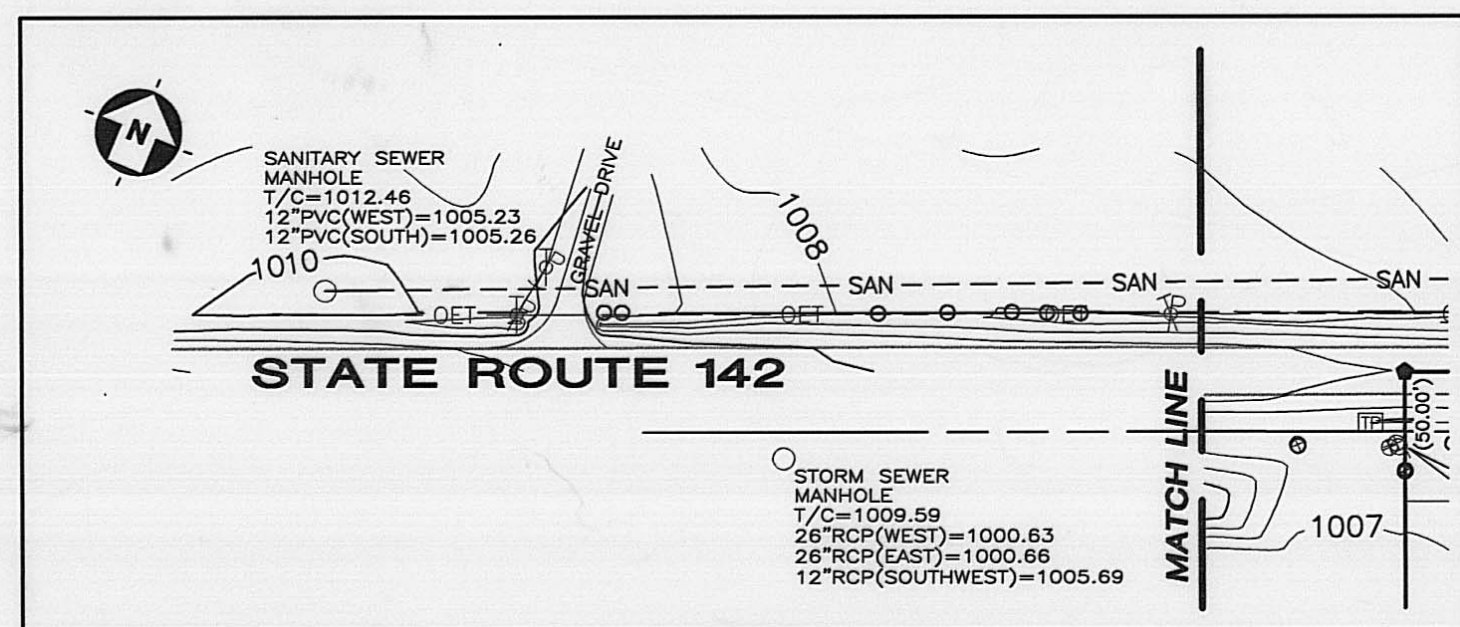 N
SANITARY SEWER
MANHOLE
T/C=1012.46
12"PVC(WEST)=1005.23
12"PVC(SOUTH)=1005.26
1010
GRAVEL DRIVE
1008
SAN
SAN
SAN
SAN
OET
OET
TP
STATE ROUTE 142
MATCH LINE
TP
(50.00')
STORM SEWER
MANHOLE
T/C=1009.59
26"RCP(WEST)=1000.63
26"RCP(EAST)=1000.66
12"RCP(SOUTHWEST)=1005.69
1007